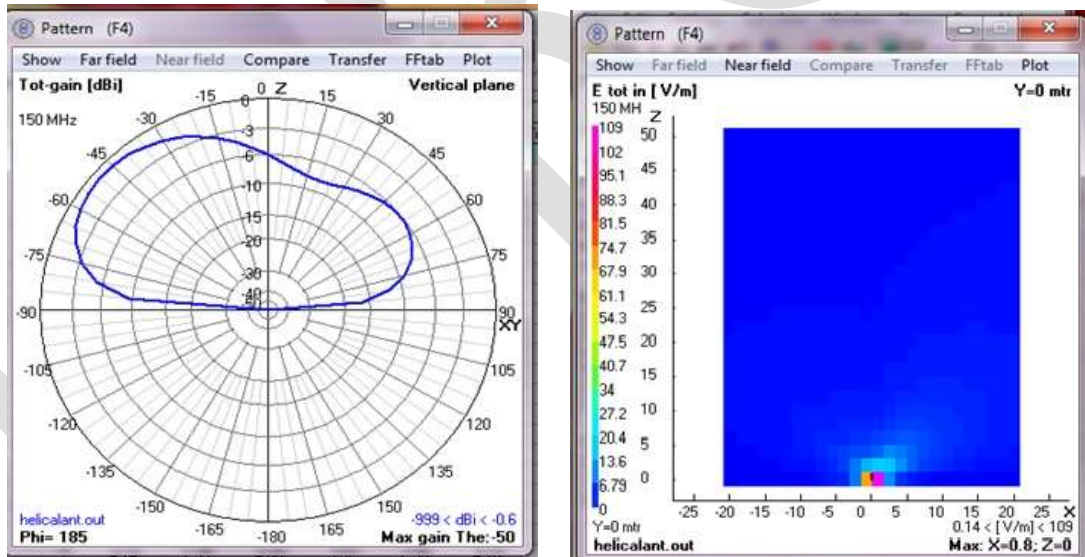 Pattern (F4)
Show Far field Near field Compare Transfer FFtab Plot
Tot-gain [dBi]
Vertical plane
150 MHz
0 Z
-15
15
-30
30
-45
45
-60
60
-75
75
-90
90
XY
-105
105
-120
120
-135
135
-150
150
-165
165
-180
0
-3
-6
-10
-15
-20
-30
-40
helicalant.out
-999 < dBi < -0.6
Phi= 185
Max gain The:-50
Pattern (F4)
Show Far field Near field Compare Transfer FFtab Plot
E tot in [ V/m]
Y=0 mtr
150 MH
Z
109
102
95.1
88.3
81.5
74.7
67.9
61.1
54.3
47.5
40.7
34
27.2
20.4
13.6
6.79
0
50
45
40
35
30
25
20
15
10
5
0
-25 -20 -15 -10 -5 0 5 10 15 20 25 X
Y=0 mtr
0.14 < [V/m] < 109
helicalant.out
Max: X=0.8; Z=0